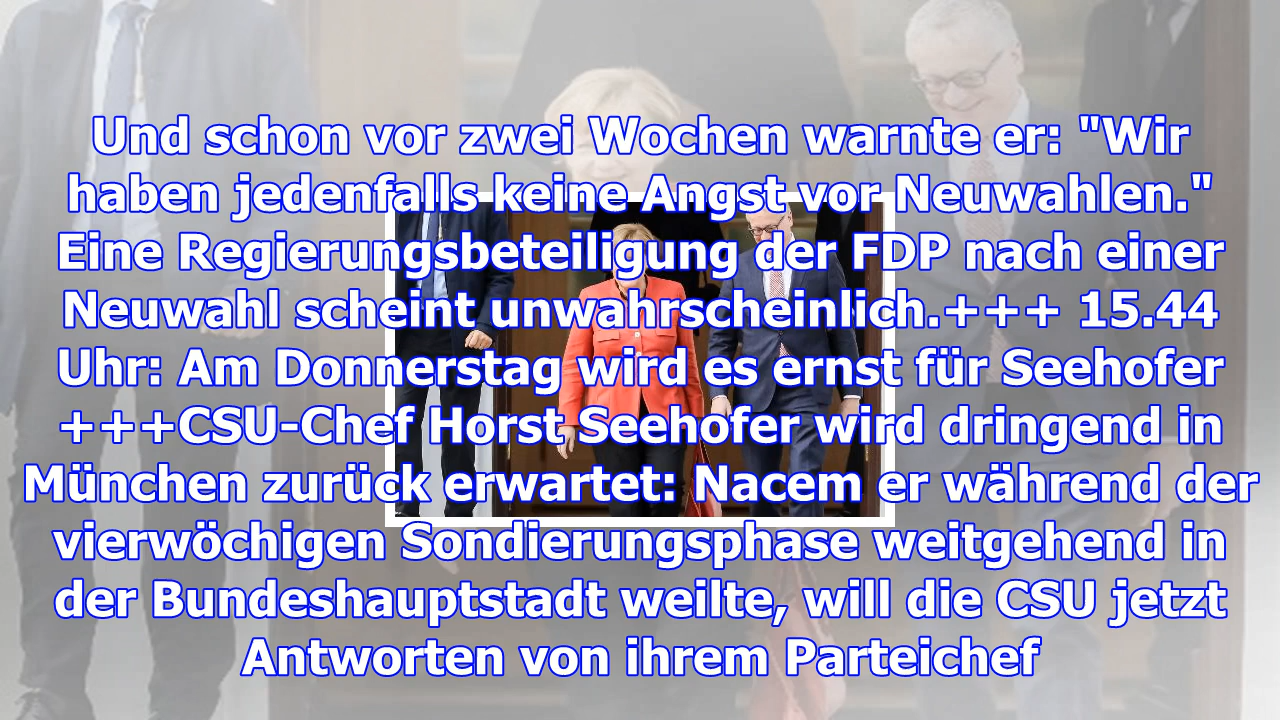 Und schon vor zwei Wochen warnte er: "Wir
haben jedenfalls keine Angst vor Neuwahlen."
Eine Regierungsbeteiligung der FDP nach einer
Neuwahl scheint unwahrscheinlich.+++ 15.44
Uhr: Am Donnerstag wird es ernst für Seehofer
+++CSU-Chef Horst Seehofer wird dringend in
München zurück erwartet: Nacem er während der
vierwöchigen Sondierungsphase weitgehend in
der Bundeshauptstadt weilte, will die CSU jetzt
Antworten von ihrem Parteichef